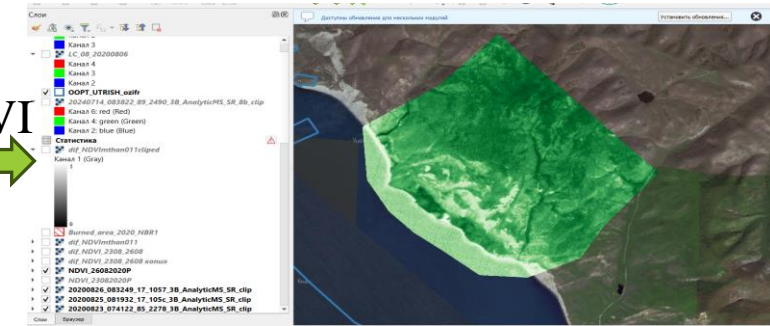 Слои
Доступны обновления для нескольких модулей
Установить обновления...
Канал 3
LC_08_20200806
Канал 4
Канал 3
Канал 2
OOPT_UTRISH_ozifr
20240714_083822_89_2490_3B_AnalyticMS_SR_8b_clip
Канал 6: red (Red)
Канал 4: green (Green)
Канал 2: blue (Blue)
VI
Статистика
dif_NDVImthan011cliped
Канал 1 (Gray)
1
0
Burned_area_2020_NBR1
dif_NDVImthan011
dif_NDVI_2308_2608
dif_NDVI_2308_2608 копия
NDVI_26082020P
NDVI_23082020P
20200826_083249_17_1057_3B_AnalyticMS_SR_clip
20200825_081932_17_105c_3B_AnalyticMS_SR_clip
20200823_074122_85_2278_3B_AnalyticMS_SR_clip
Слои
Браузер